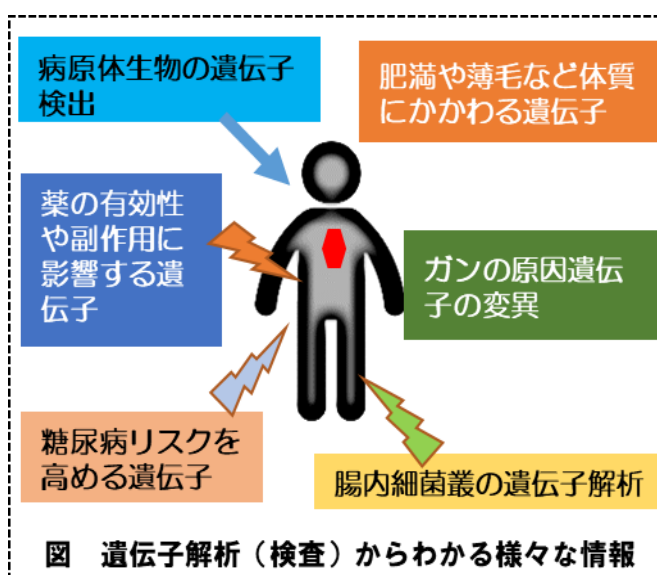 病原体生物の遺伝子
検出
肥満や薄毛など体質
にかかわる遺伝子
薬の有効性
や副作用に
影響する遺
伝子
ガンの原因遺伝
子の変異
糖尿病リスクを
高める遺伝子
腸内細菌叢の遺伝子解析
図　遺伝子解析（検査）からわかる様々な情報